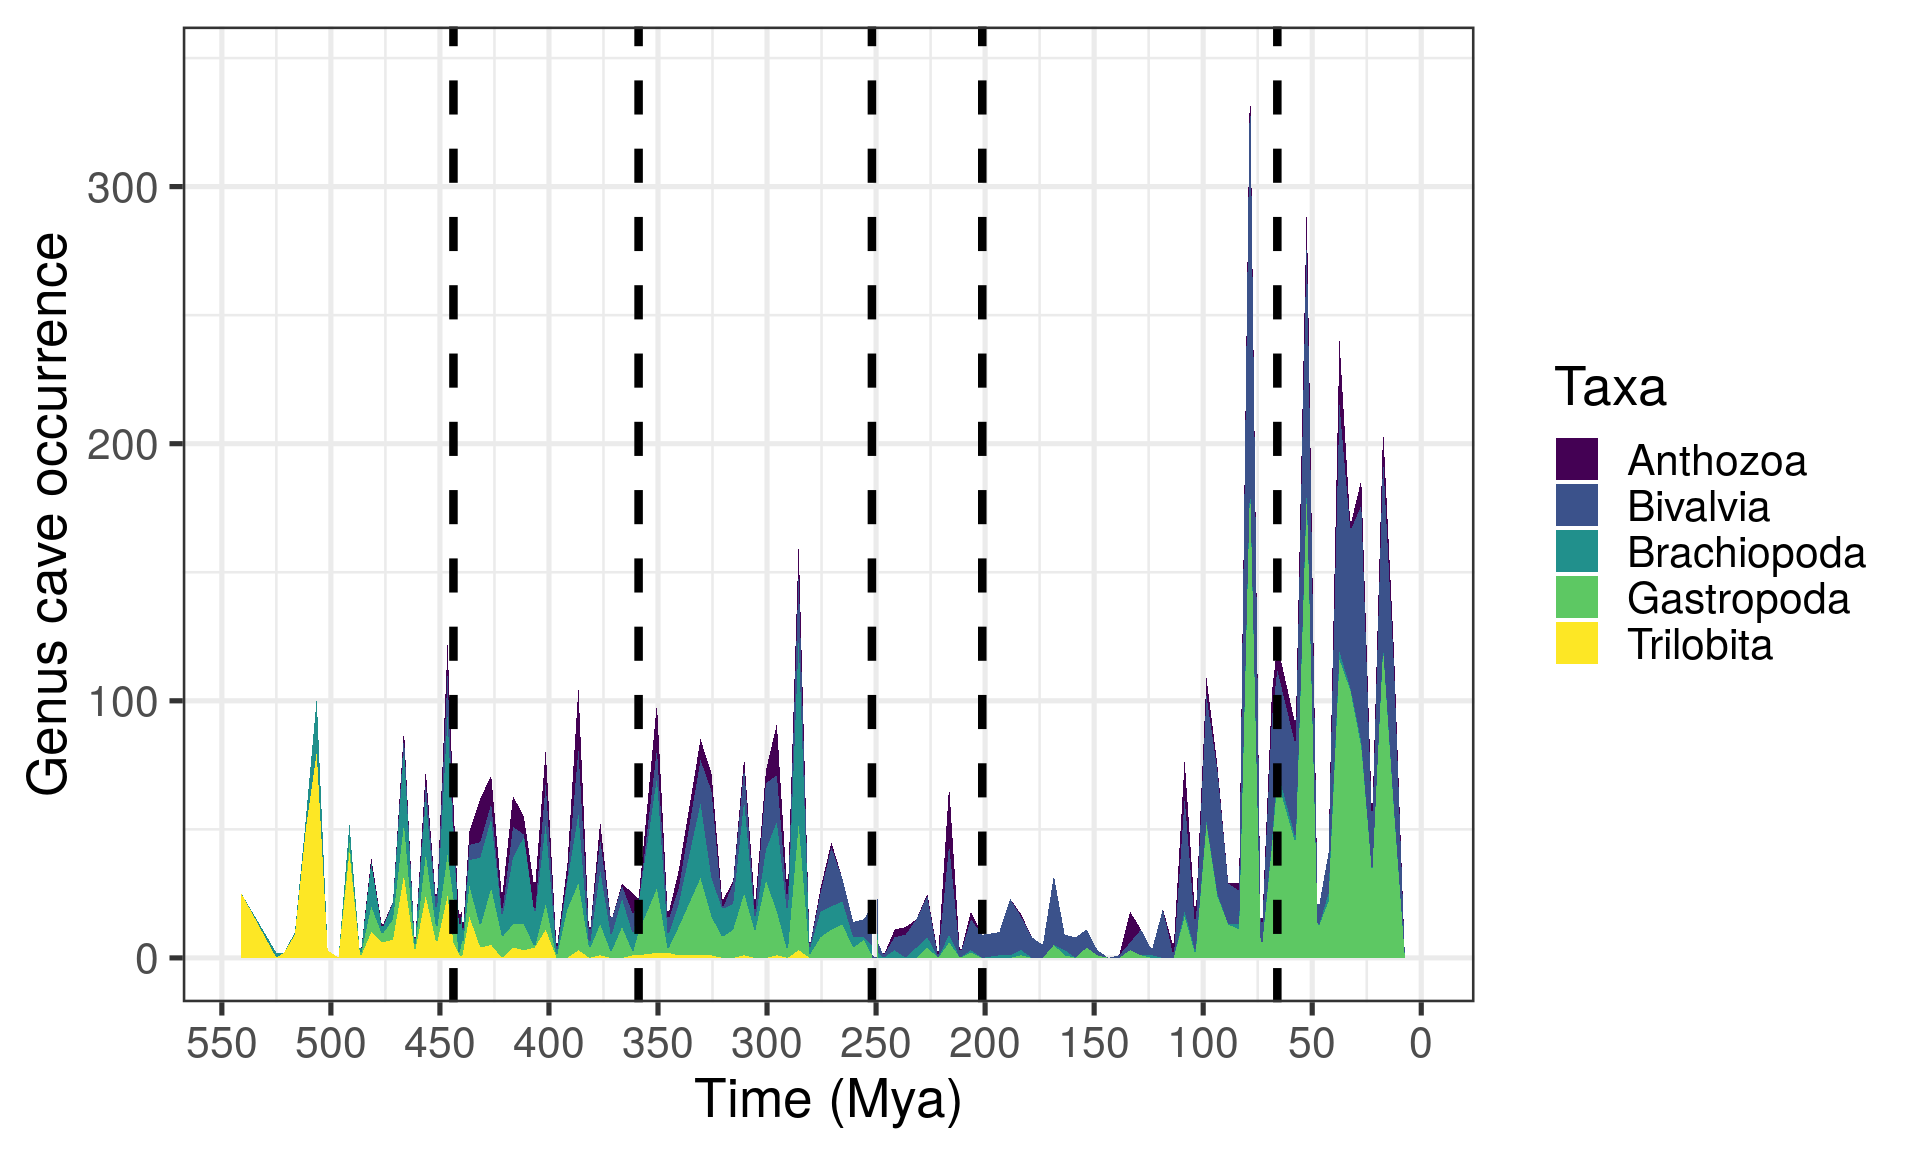 Genus cave occurrence
300
200
100
0
550 500 450 400 350 300 250 200 150 100 50 0
Time (Mya)
Taxa
Anthozoa
Bivalvia
Brachiopoda
Gastropoda
Trilobita